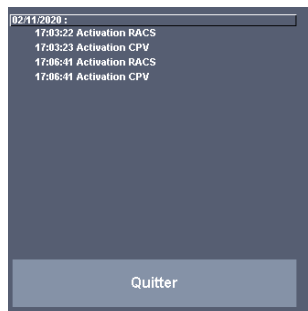 02/11/2020 :
17:03:22 Activation RACS
17:03:23 Activation CPV
17:06:41 Activation RACS
17:06:41 Activation CPV
Quitter